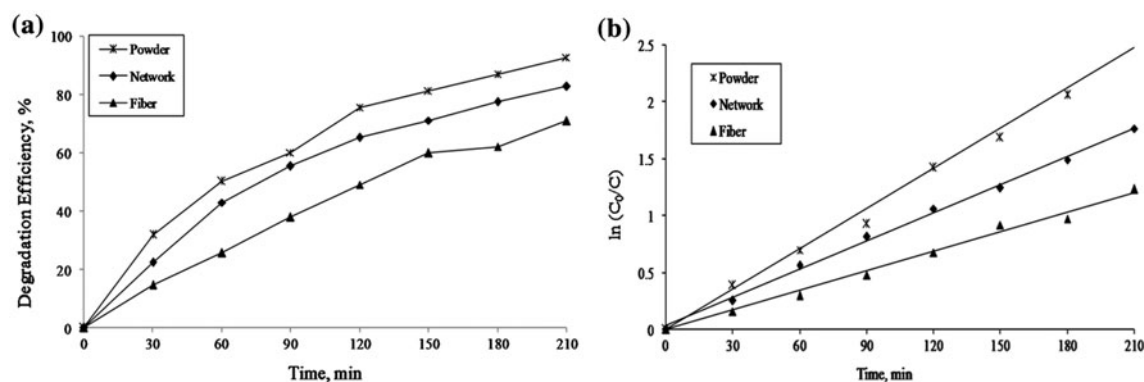 (a)
Degradation Efficiency, %
100
80
60
40
20
0
Powder
Network
Fiber
0 30 60 90 120 150 180 210
Time, min
(b)
ln (C₀/C)
2.5
2
1.5
1
0.5
0
Powder
Network
Fiber
0 30 60 90 120 150 180 210
Time, min